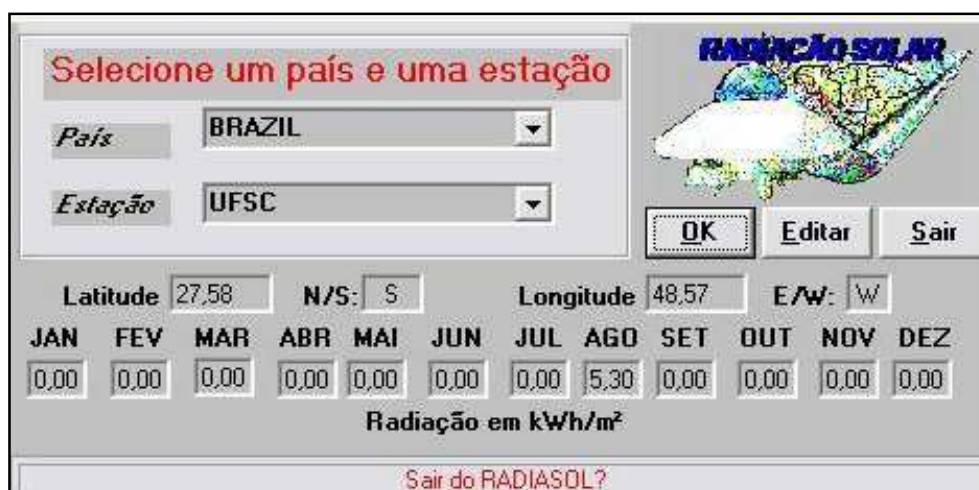 Selecione um país e uma estação
RADIAÇÃO SOLAR
País BRAZIL
Estação UFSC
OK Editar Sair
Latitude 27,58 N/S: S Longitude 48,57 E/W: W
JAN FEV MAR ABR MAI JUN JUL AGO SET OUT NOV DEZ
0,00 0,00 0,00 0,00 0,00 0,00 0,00 5,30 0,00 0,00 0,00 0,00
Radiação em kWh/m²
Sair do RADIASOL?